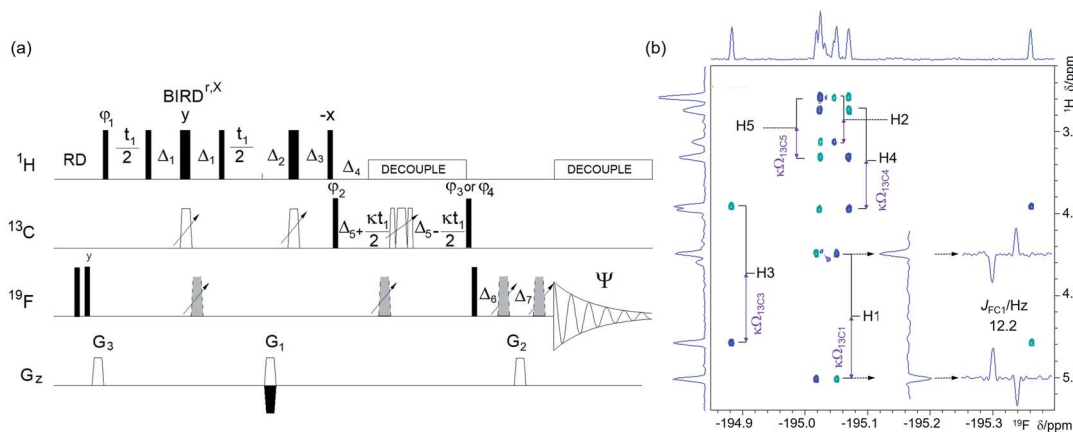 (a)
BIRD^r,X
φ1 y -x
¹H RD t1/2 Δ1 Δ1 t1/2 Δ2 Δ3 Δ4 DECOUPLE DECOUPLE
φ2 φ3 or φ4
¹³C Δ5+ κt1/2 Δ5- κt1/2
y
¹⁹F Δ6 Δ7 Ψ
G3 G1 G2
Gz
(b)
¹H δ/ppm
3.
4.
4.
5.
H5 H2
H4
κΩ13C5
κΩ13C4
H3
κΩ13C3
H1
κΩ13C1
JFC1/Hz
12.2
-194.9 -195.0 -195.1 -195.2 -195.3 ¹⁹F δ/ppm